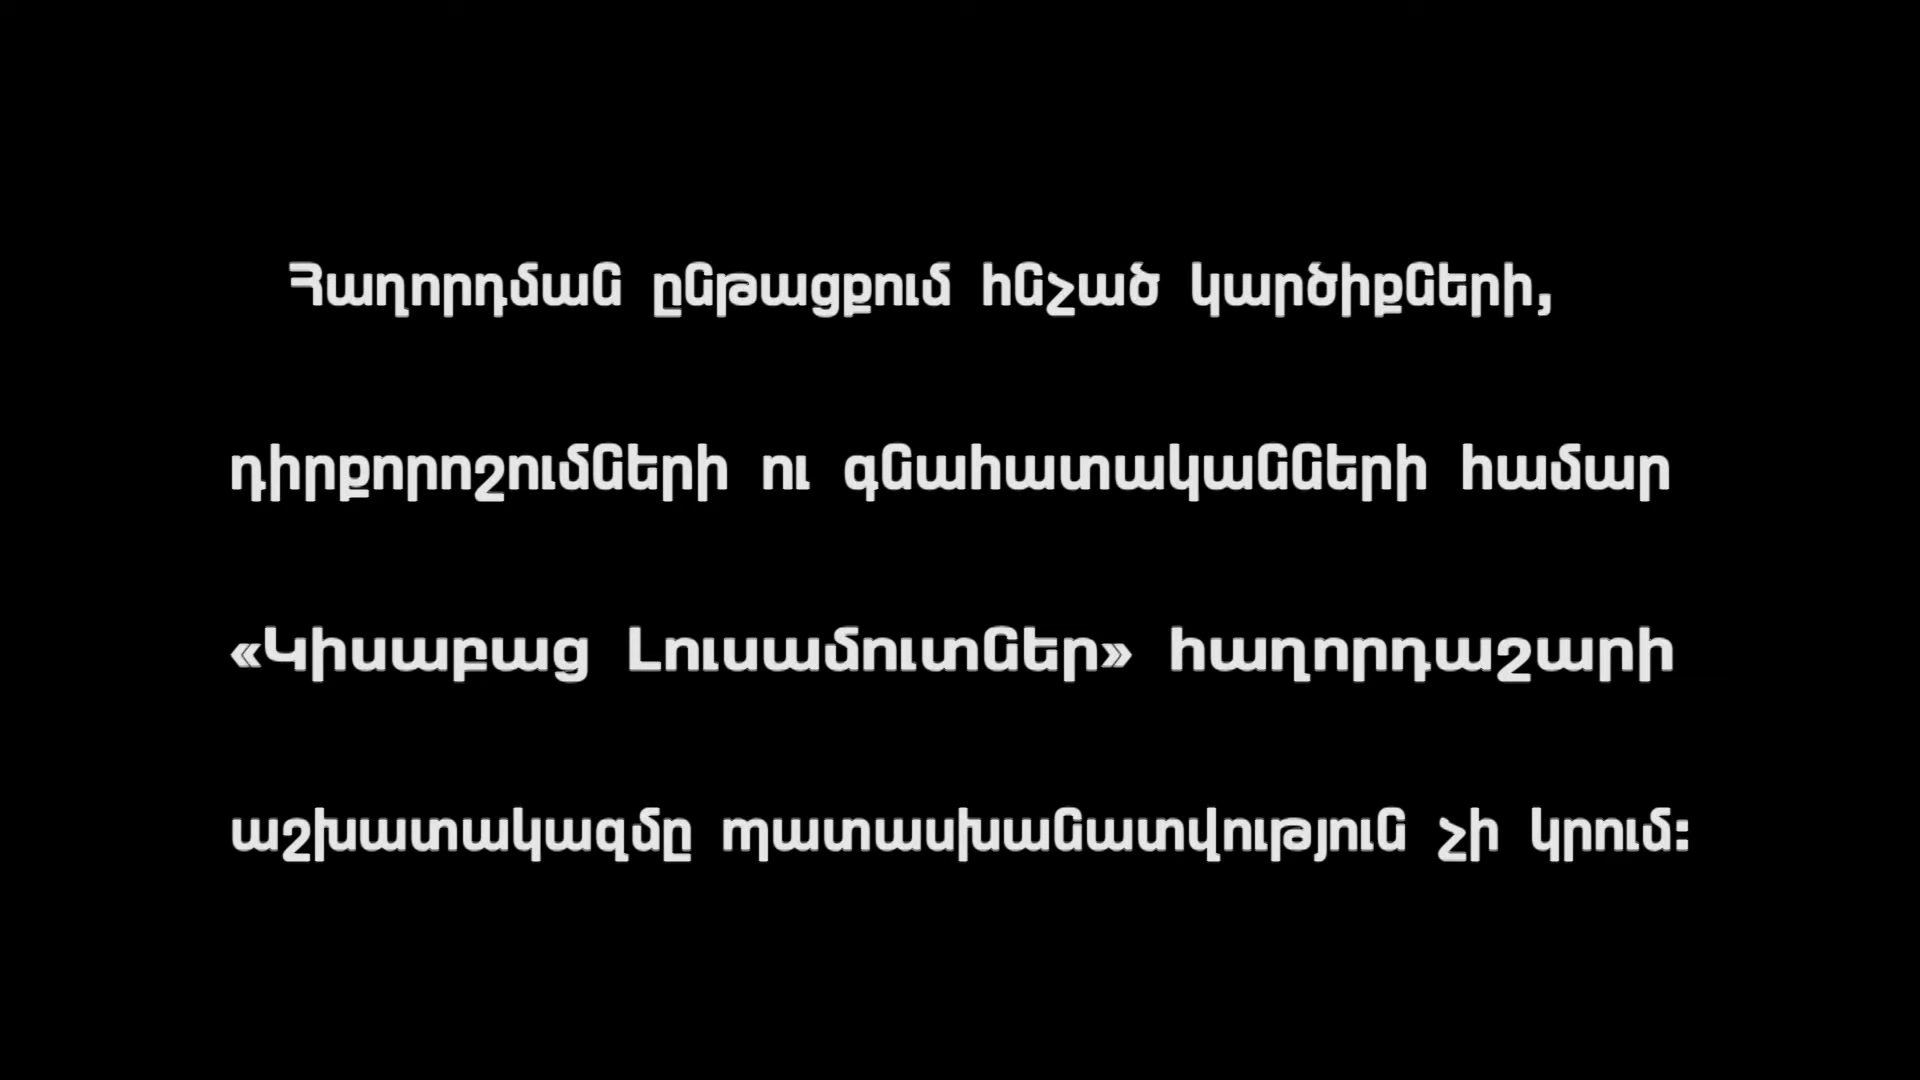 Հաղորդման ընթացքում հնչած կարծիքների,
դիրքորոշումների ու գնահատականների համար
«Կիսաբաց Լուսամուտներ» հաղորդաշարի
աշխատակազմը պատասխանատվություն չի կրում: